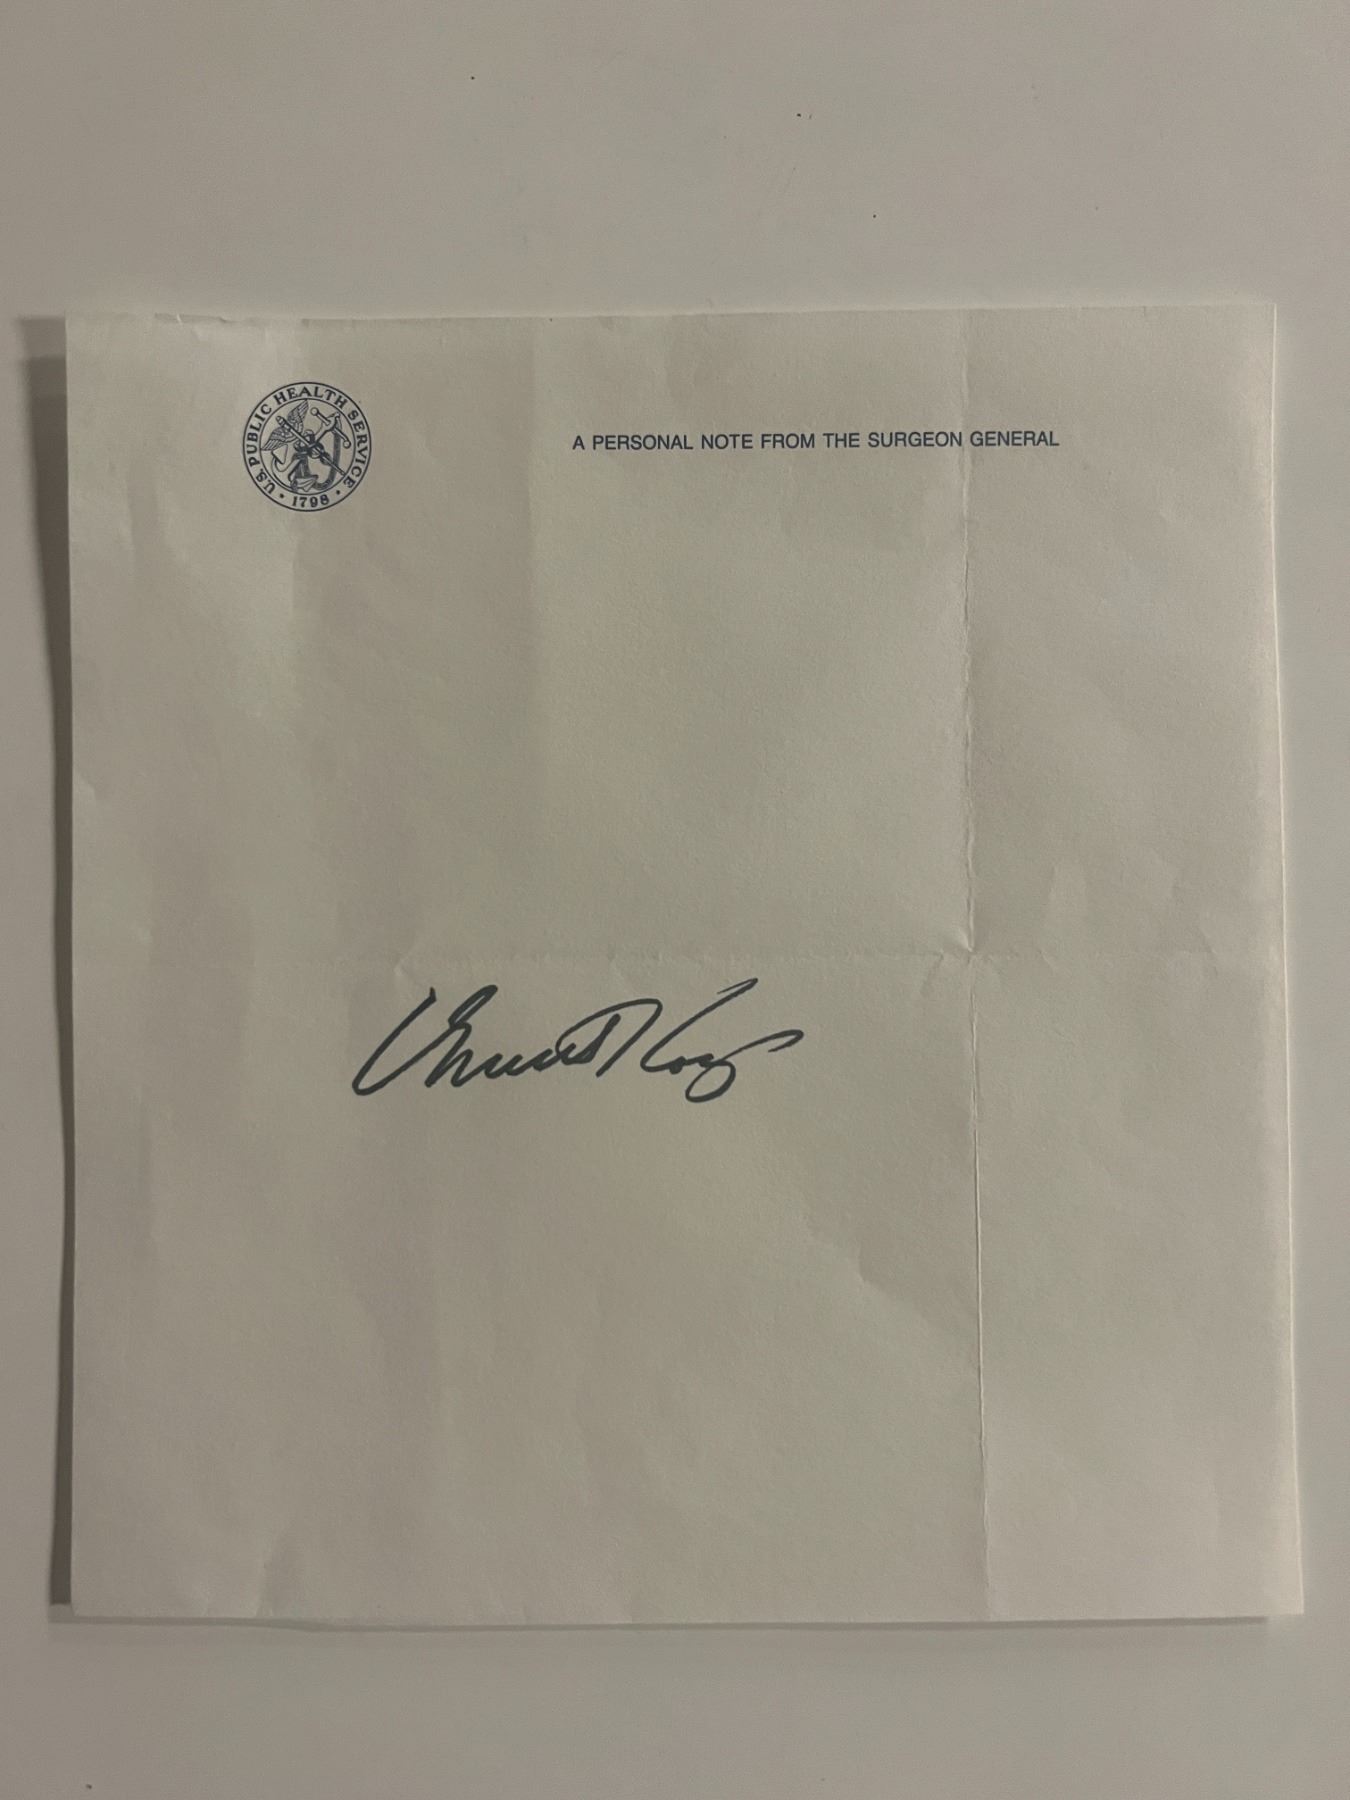 U.S. PUBLIC HEALTH SERVICE
• 1798 •
A PERSONAL NOTE FROM THE SURGEON GENERAL